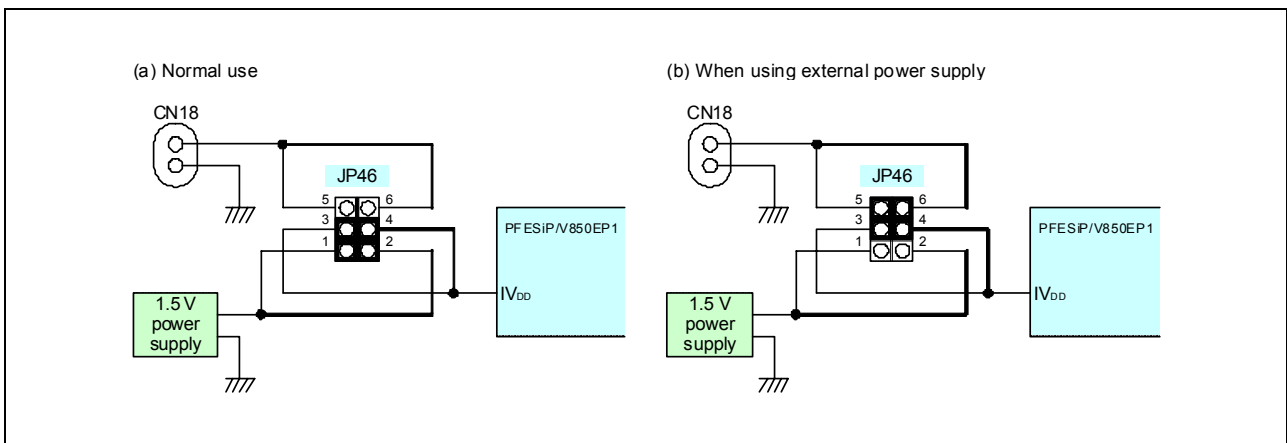 (a) Normal use
CN18
JP46
5 6
3 4
1 2
PFESiP/V850EP1
IVDD
1.5 V
power
supply
(b) When using external power supply
CN18
JP46
5 6
3 4
1 2
PFESiP/V850EP1
IVDD
1.5 V
power
supply